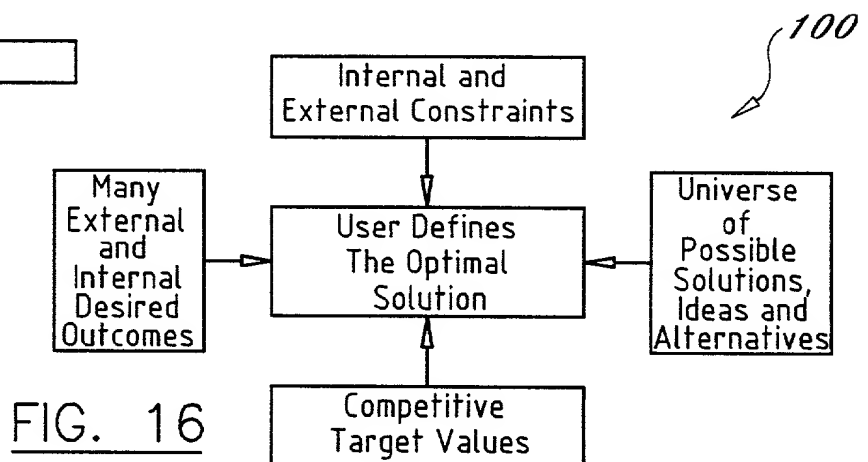 100
Internal and
External Constraints
Many
External
and
Internal
Desired
Outcomes
User Defines
The Optimal
Solution
Universe
of
Possible
Solutions,
Ideas and
Alternatives
Competitive
Target Values
FIG. 16